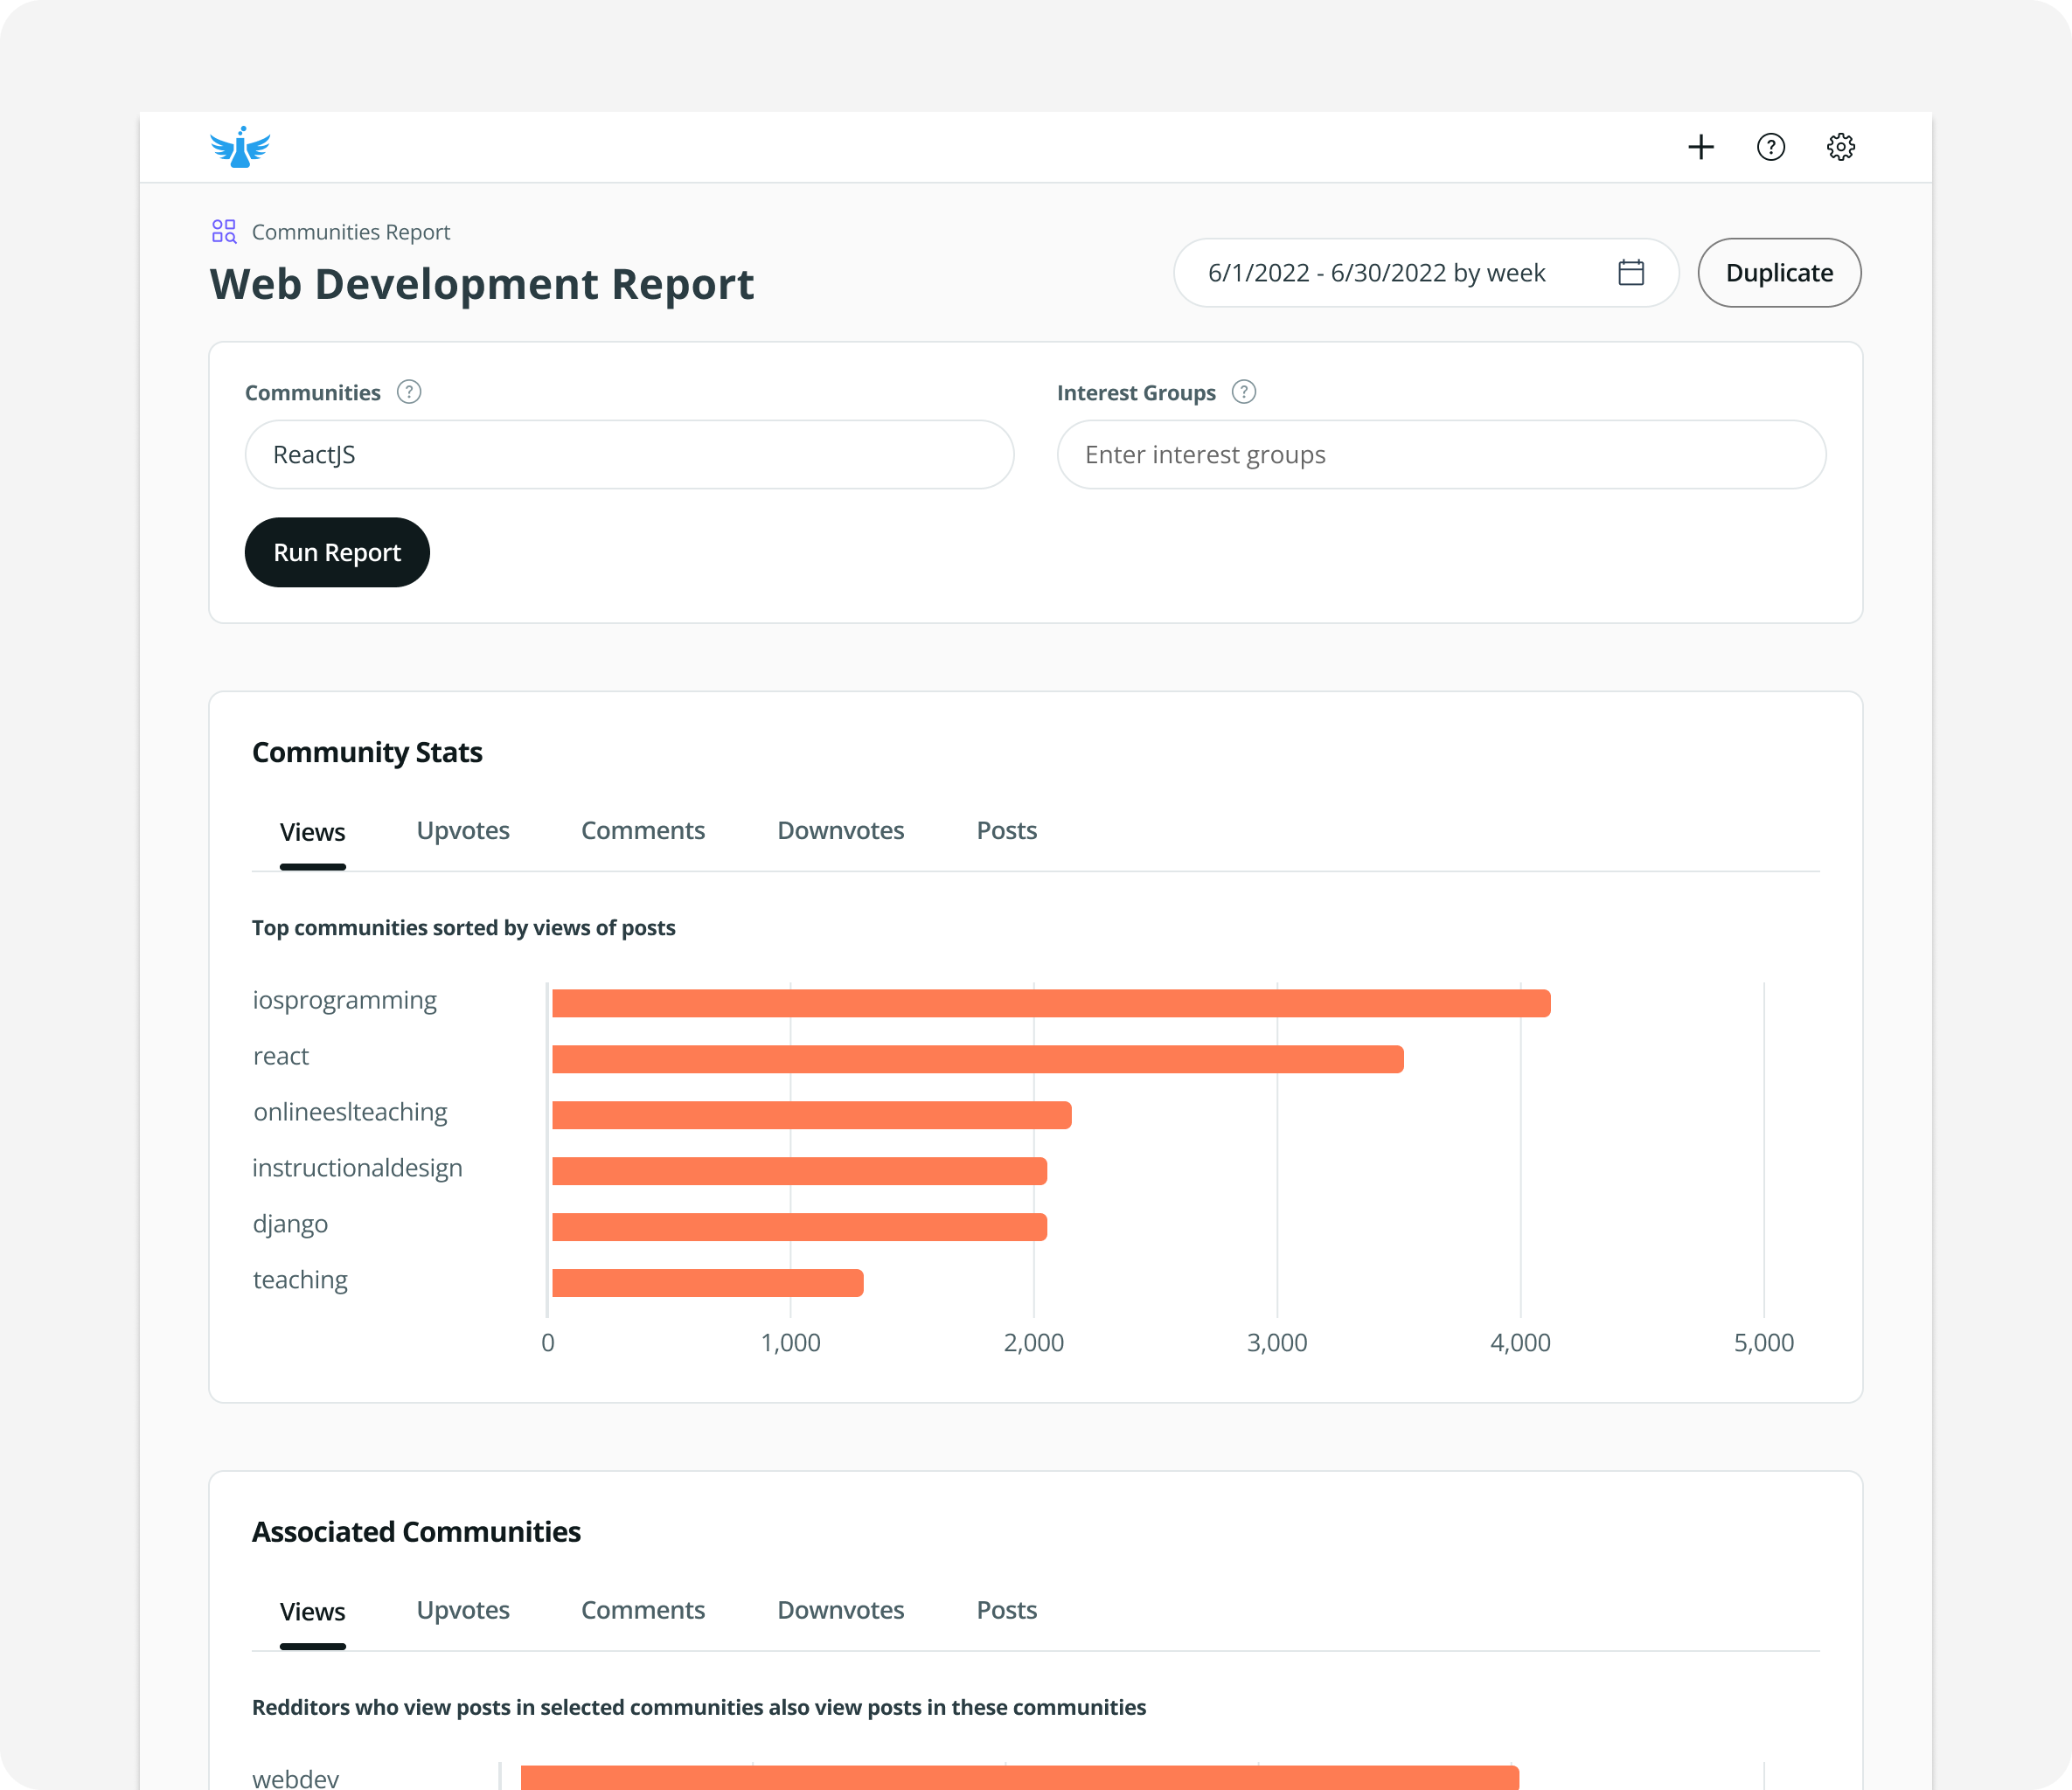 Communities Report
Web Development Report
6/1/2022 - 6/30/2022 by week
Duplicate
Communities ?
Interest Groups ?
ReactJS
Enter interest groups
Run Report
Community Stats
Views Upvotes Comments Downvotes Posts
Top communities sorted by views of posts
iosprogramming
react
onlineeslteaching
instructionaldesign
django
teaching
0 1,000 2,000 3,000 4,000 5,000
Associated Communities
Views Upvotes Comments Downvotes Posts
Redditors who view posts in selected communities also view posts in these communities
webdev